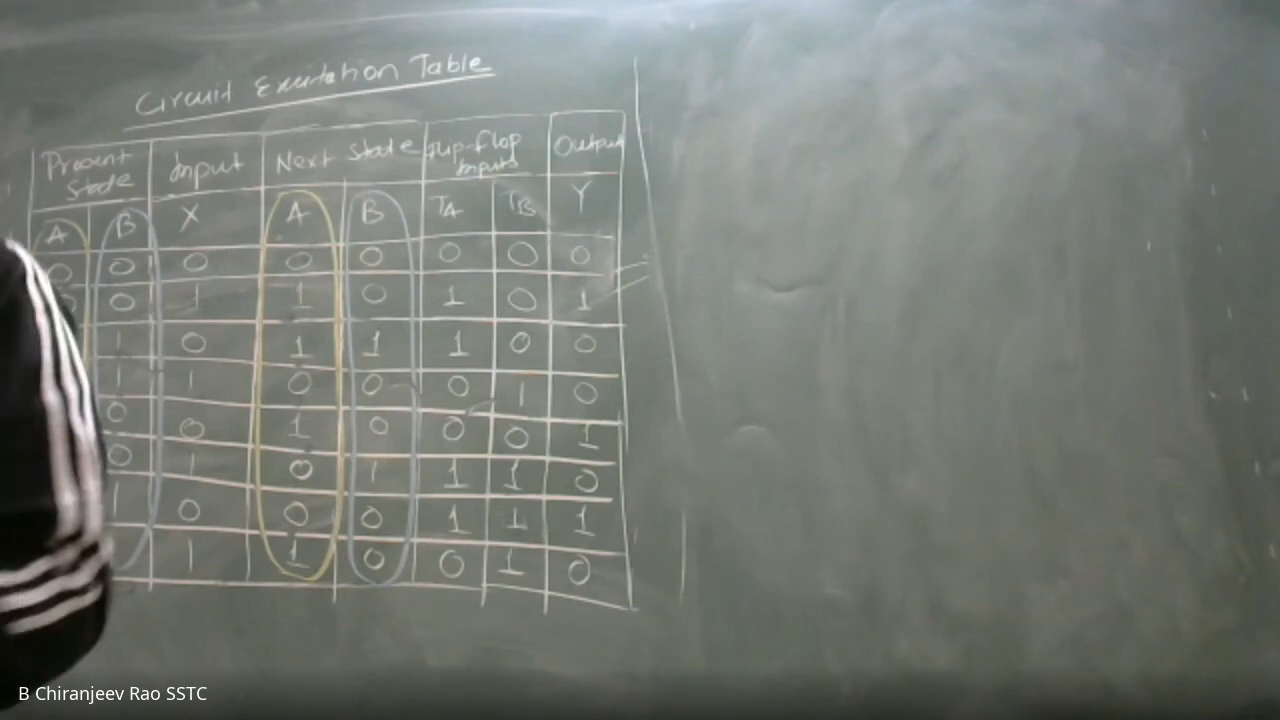 Circuit Excitation Table
Present State Input Next State Flip-flop Inputs Output
A B X A B TA TB Y
0 0 0 0 0 0 0 0
0 1 1 0 1 0 1
1 0 1 1 1 0 0
1 1 0 0 0 1 0
0 0 1 0 0 0 1
0 1 0 1 1 1 0
1 0 0 0 1 1 1
1 1 0 0 1 0
B Chiranjeev Rao SSTC